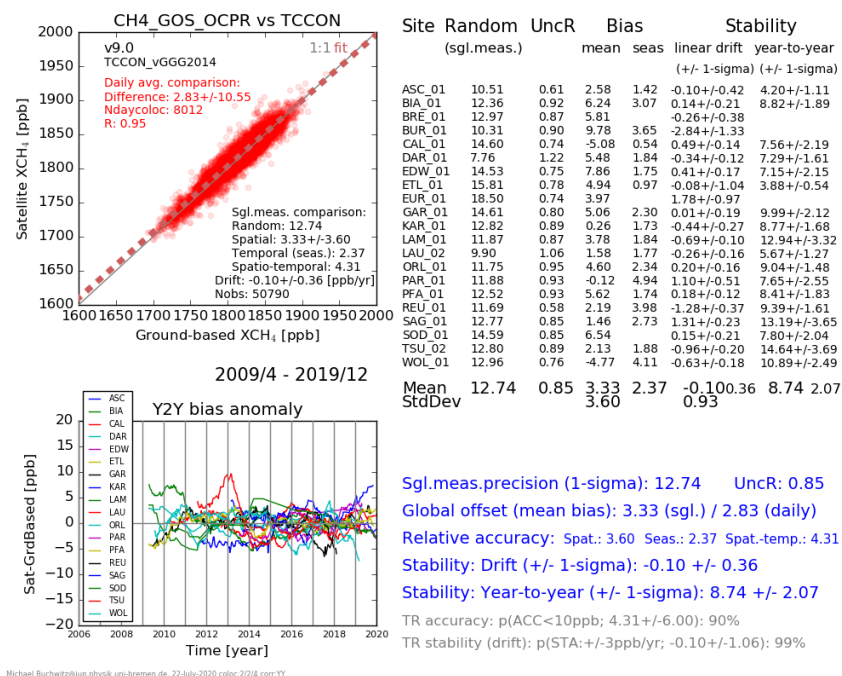 CH4_GOS_OCPR vs TCCON
v9.0
TCCON_vGGG2014
1:1 fit
Daily avg. comparison:
Difference: 2.83+/-10.55
Ndaycoloc: 8012
R: 0.95
Sgl.meas. comparison:
Random: 12.74
Spatial: 3.33+/-3.60
Temporal (seas.): 2.37
Spatio-temporal: 4.31
Drift: -0.10+/-0.36 [ppb/yr]
Nobs: 50790
2000
1900
1800
1700
1600
Satellite XCH4 [ppb]
1600 1700 1800 1900 2000
Ground-based XCH4 [ppb]
2009/4 - 2019/12
Y2Y bias anomaly
ASC
BIA
CAL
DAR
EDW
ETL
GAR
KAR
LAM
LAU
ORL
PAR
PFA
REU
SAG
SOD
TSU
WOL
20
15
10
5
0
−5
−10
−15
−20
Sat-GrdBased [ppb]
2006 2008 2010 2012 2014 2016 2018 2020
Time [year]
Site Random UncR Bias Stability
(sgl.meas.) mean seas linear drift year-to-year
(+/- 1-sigma) (+/- 1-sigma)
ASC_01 10.51 0.61 2.58 1.42 -0.10+/-0.42 4.20+/-1.11
BIA_01 12.36 0.92 6.24 3.07 0.14+/-0.21 8.82+/-1.89
BRE_01 12.97 0.87 5.81 -0.26+/-0.38
BUR_01 10.31 0.90 9.78 3.65 -2.84+/-1.33
CAL_01 14.60 0.74 -5.08 0.54 0.49+/-0.14 7.56+/-2.19
DAR_01 7.76 1.22 5.48 1.84 -0.34+/-0.12 7.29+/-1.61
EDW_01 14.53 0.75 7.86 1.75 0.41+/-0.17 7.15+/-2.15
ETL_01 15.81 0.78 4.94 0.97 -0.08+/-1.04 3.88+/-0.54
EUR_01 18.50 0.74 3.97 1.78+/-0.97
GAR_01 14.61 0.80 5.06 2.30 0.01+/-0.19 9.99+/-2.12
KAR_01 12.82 0.89 0.26 1.73 -0.44+/-0.27 8.77+/-1.68
LAM_01 11.87 0.87 3.78 1.84 -0.69+/-0.10 12.94+/-3.32
LAU_02 9.90 1.06 1.58 1.77 -0.26+/-0.16 5.67+/-1.27
ORL_01 11.75 0.95 4.60 2.34 0.20+/-0.16 9.04+/-1.48
PAR_01 11.88 0.93 -0.12 4.94 1.10+/-0.51 7.65+/-2.55
PFA_01 12.52 0.93 5.62 1.74 0.18+/-0.12 8.41+/-1.83
REU_01 11.69 0.58 2.19 3.98 -1.28+/-0.37 9.39+/-1.61
SAG_01 12.77 0.85 1.46 2.73 1.31+/-0.23 13.19+/-3.65
SOD_01 14.59 0.85 6.54 0.15+/-0.21 7.80+/-2.04
TSU_02 12.80 0.89 2.13 1.88 -0.96+/-0.20 14.64+/-3.69
WOL_01 12.96 0.76 -4.77 4.11 -0.63+/-0.18 10.89+/-2.49
Mean 12.74 0.85 3.33 2.37 -0.10 0.36 8.74 2.07
StdDev 3.60 0.93
Sgl.meas.precision (1-sigma): 12.74 UncR: 0.85
Global offset (mean bias): 3.33 (sgl.) / 2.83 (daily)
Relative accuracy: Spat.: 3.60 Seas.: 2.37 Spat.-temp.: 4.31
Stability: Drift (+/- 1-sigma): -0.10 +/- 0.36
Stability: Year-to-year (+/- 1-sigma): 8.74 +/- 2.07
TR accuracy: p(ACC<10ppb; 4.31+/-6.00): 90%
TR stability (drift): p(STA:+/-3ppb/yr; -0.10+/-1.06): 99%
Michael.Buchwitz@iup.physik.uni-bremen.de, 22-July-2020 coloc:2/2/4 corr:YY